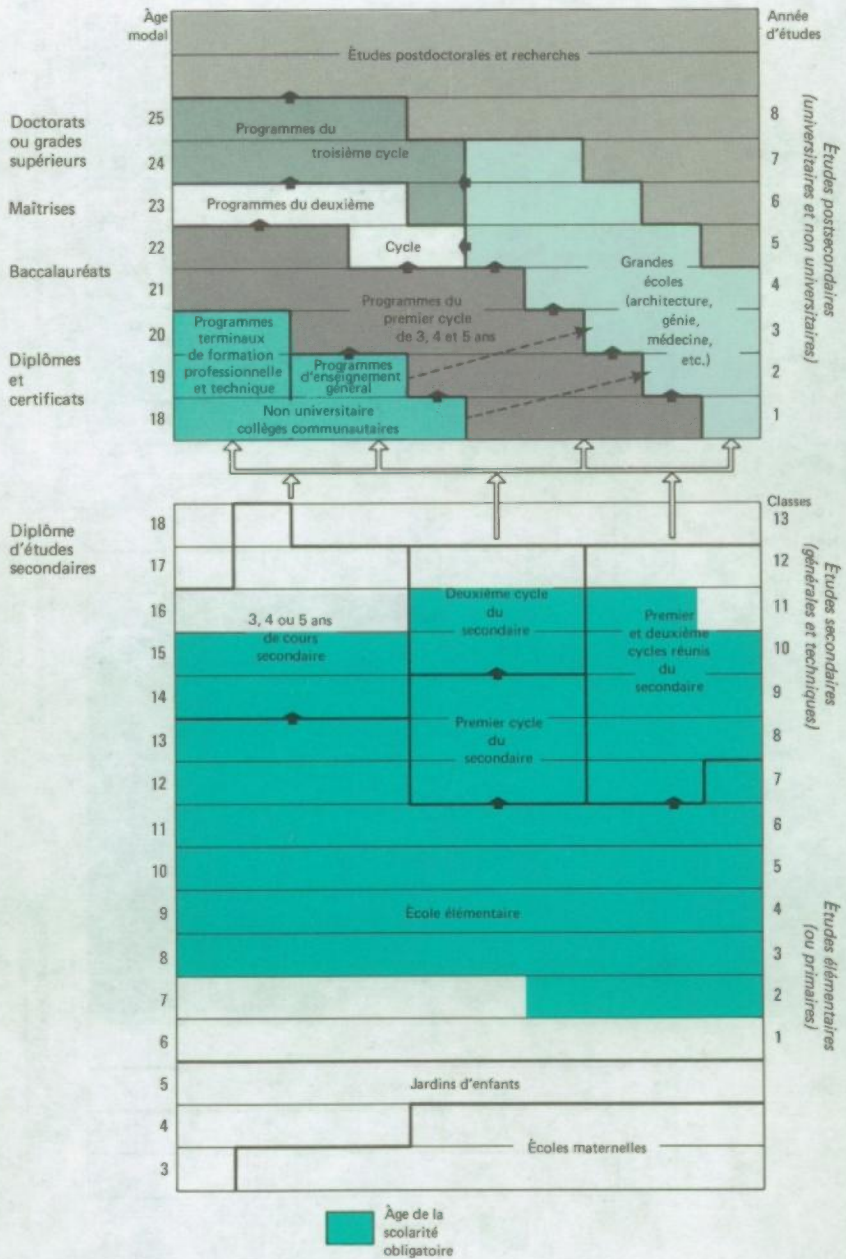 Âge
modal
Année
d'études
Études postdoctorales et recherches
Doctorats
ou grades
supérieurs
Maîtrises
Baccalauréats
Diplômes
et
certificats
25
24
23
22
21
20
19
18
Programmes du
troisième cycle
Programmes du deuxième
Cycle
Programmes du
premier cycle
de 3, 4 et 5 ans
Grandes
écoles
(architecture,
génie,
médecine,
etc.)
Programmes
terminaux
de formation
professionnelle
et technique
Programmes
d'enseignement
général
Non universitaire
collèges communautaires
8
7
6
5
4
3
2
1
Études postsecondaires
(universitaires et non universitaires)
Diplôme
d'études
secondaires
Classes
18
17
16
15
14
13
12
11
10
9
8
7
6
5
4
3
3, 4 ou 5 ans
de cours
secondaire
Deuxième cycle
du
secondaire
Premier
et deuxième
cycles réunis
du
secondaire
Premier cycle
du
secondaire
École élémentaire
Jardins d'enfants
Écoles maternelles
13
12
11
10
9
8
7
6
5
4
3
2
1
Études secondaires
(générales et techniques)
Études élémentaires
(ou primaires)
Âge de la
scolarité
obligatoire